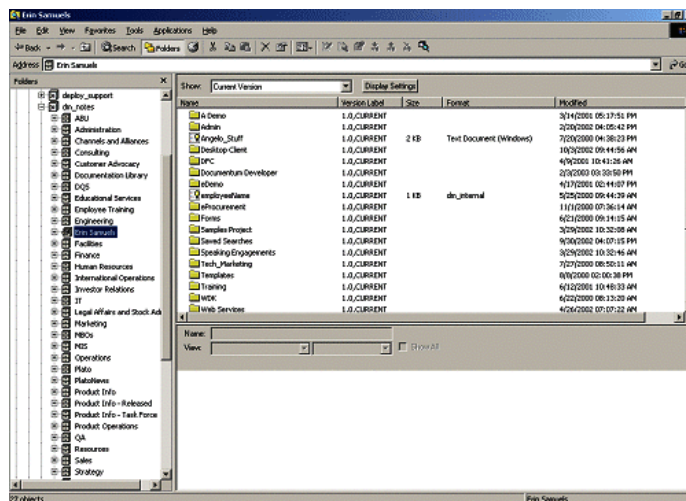 Erin Samuels
File Edit View Favorites Tools Applications Help
Back Search Folders
Address Erin Samuels Go
Folders
deploy_support
dm_notes
ABU
Administration
Channels and Alliances
Consulting
Customer Advocacy
Documentation Library
DQS
Educational Services
Employee Training
Engineering
Erin Samuels
Facilities
Finance
Human Resources
International Operations
Investor Relations
IT
Legal Affairs and Stock Ad
Marketing
MBOs
MIS
Operations
Plato
PlatoNews
Product Info
Product Info - Released
Product Info - Task Force
Product Operations
QA
Resources
Sales
Strategy
Show: Current Version Display Settings
Name Version Label Size Format Modified
A Demo 1.0,CURRENT 3/14/2001 05:17:51 PM
Admin 1.0,CURRENT 2/20/2002 04:05:42 PM
Angelo_Stuff 1.0,CURRENT 2 KB Text Document (Windows) 7/20/2000 04:38:23 PM
Desktop Client 1.0,CURRENT 10/3/2002 09:44:56 AM
DFC 1.0,CURRENT 4/9/2001 10:41:26 AM
Documentum Developer 1.0,CURRENT 2/3/2003 03:33:50 PM
eDemo 1.0,CURRENT 4/17/2001 02:44:07 PM
employeeName 1.0,CURRENT 1 KB dm_internal 5/25/2000 09:44:39 AM
eProcurement 1.0,CURRENT 11/1/2000 07:36:14 AM
Forms 1.0,CURRENT 6/21/2000 09:14:15 AM
Samples Project 1.0,CURRENT 3/29/2002 10:32:08 AM
Saved Searches 1.0,CURRENT 9/30/2002 04:07:15 PM
Speaking Engagements 1.0,CURRENT 3/29/2002 10:32:46 AM
Tech_Marketing 1.0,CURRENT 7/27/2000 08:50:11 AM
Templates 1.0,CURRENT 8/8/2000 02:00:38 PM
Training 1.0,CURRENT 6/12/2001 10:48:33 AM
WDK 1.0,CURRENT 6/22/2000 08:13:20 AM
Web Services 1.0,CURRENT 4/26/2002 07:07:22 AM
Name:
View: Show All
27 objects Erin Samuels